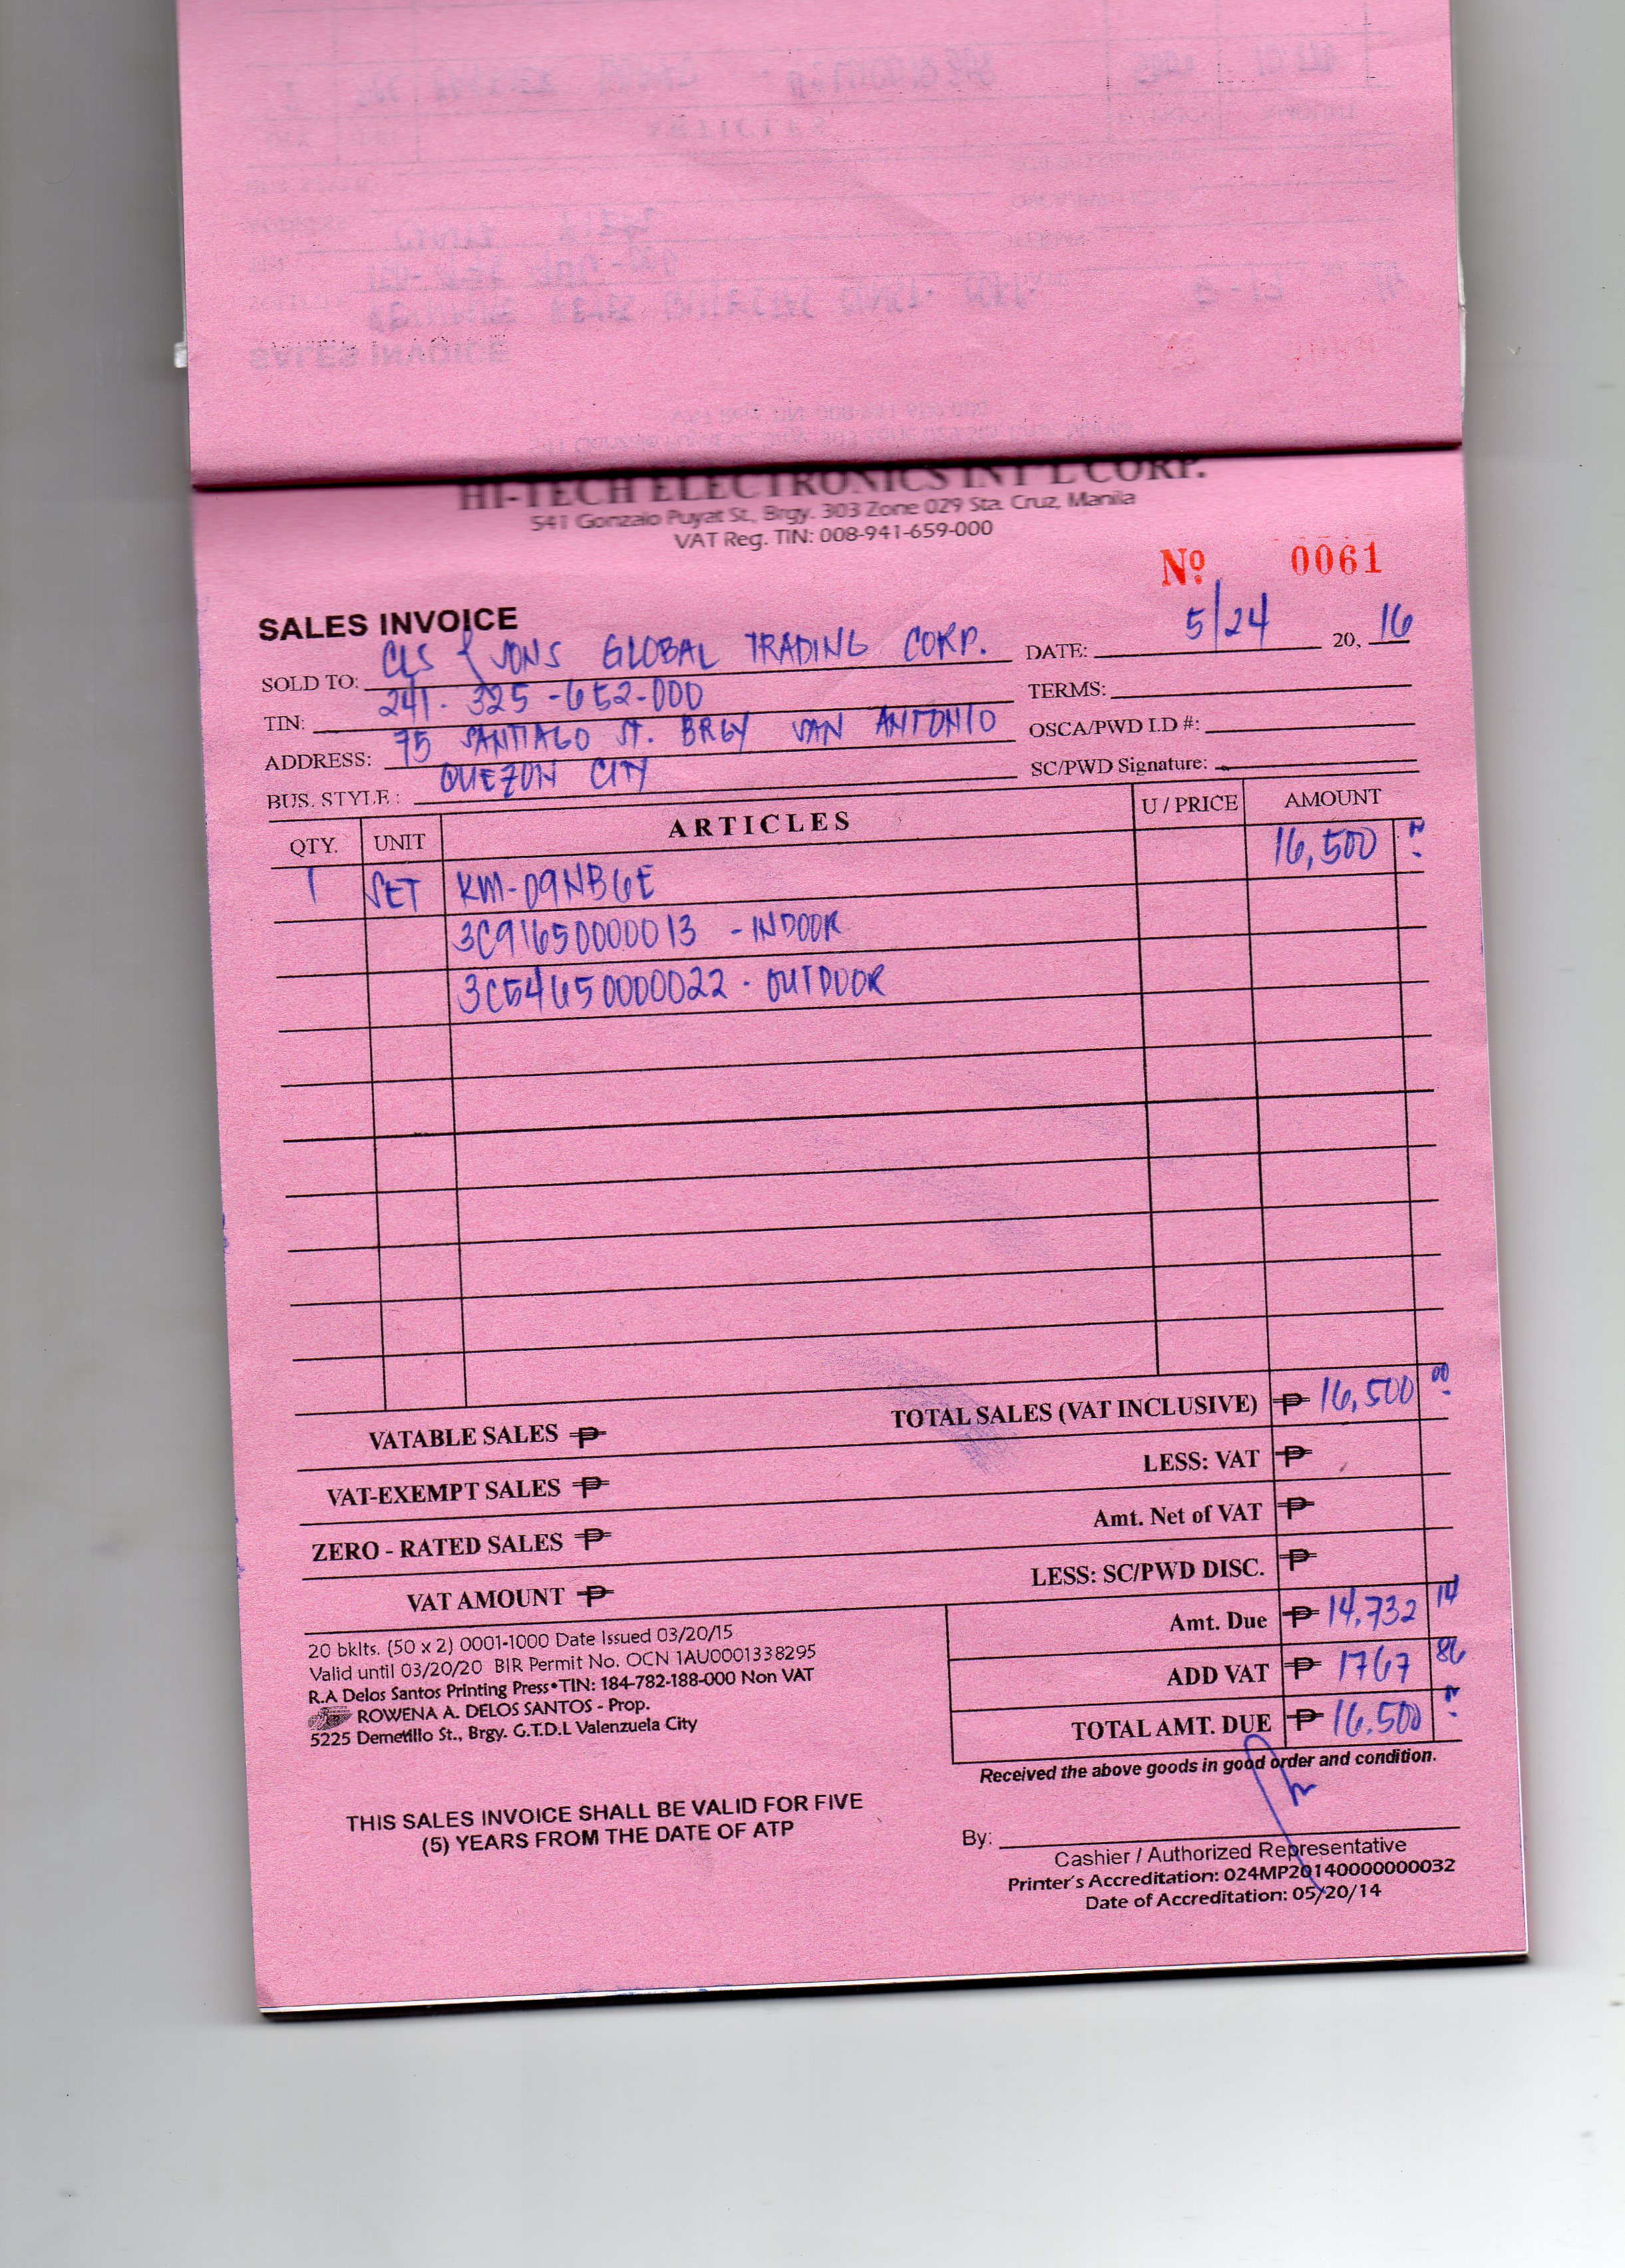 HI-TECH ELECTRONICS INT'L CORP.
541 Gonzalo Puyat St., Brgy. 303 Zone 029 Sta. Cruz, Manila
VAT Reg. TIN: 008-941-659-000
Nº 0061
SALES INVOICE
SOLD TO: CLS & SONS GLOBAL TRADING CORP. DATE: 5/24 20, 16
TIN: 241-325-652-000 TERMS:
ADDRESS: 75 SANTIAGO ST. BRGY SAN ANTONIO OSCA/PWD I.D #:
BUS. STYLE : QUEZON CITY SC/PWD Signature:
QTY. UNIT ARTICLES U / PRICE AMOUNT
1 SET KM-09NB6E 16,500
3C91650000013 - INDOOR
3C54650000022 - OUTDOOR
VATABLE SALES ₱ TOTAL SALES (VAT INCLUSIVE) ₱ 16,500 00
VAT-EXEMPT SALES ₱ LESS: VAT ₱
ZERO - RATED SALES ₱ Amt. Net of VAT ₱
VAT AMOUNT ₱ LESS: SC/PWD DISC. ₱
Amt. Due ₱ 14,732 14
ADD VAT ₱ 1767 86
TOTAL AMT. DUE ₱ 16,500
20 bklts. (50 x 2) 0001-1000 Date Issued 03/20/15
Valid until 03/20/20 BIR Permit No. OCN 1AU0001338295
R.A Delos Santos Printing Press•TIN: 184-782-188-000 Non VAT
ROWENA A. DELOS SANTOS - Prop.
5225 Demetillo St., Brgy. G.T.D.L Valenzuela City
Received the above goods in good order and condition.
THIS SALES INVOICE SHALL BE VALID FOR FIVE
(5) YEARS FROM THE DATE OF ATP
By:
Cashier / Authorized Representative
Printer's Accreditation: 024MP20140000000032
Date of Accreditation: 05/20/14